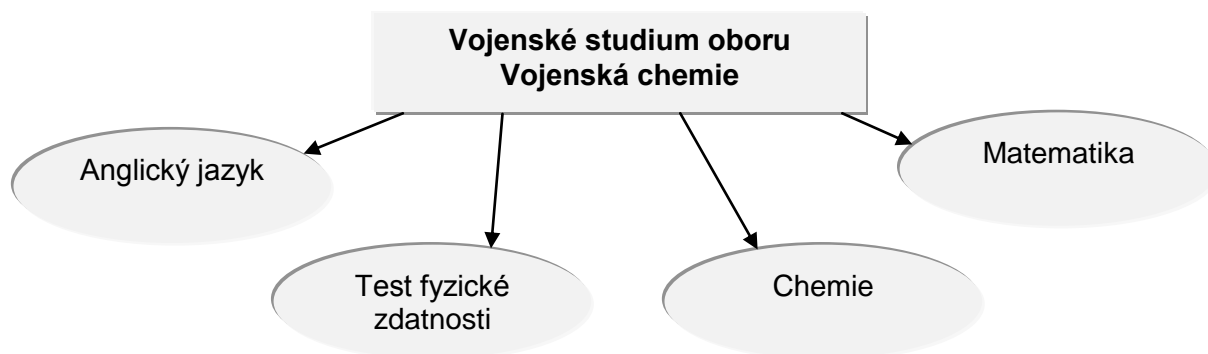 Vojenské studium oboru
Vojenská chemie
Anglický jazyk
Matematika
Test fyzické
zdatnosti
Chemie